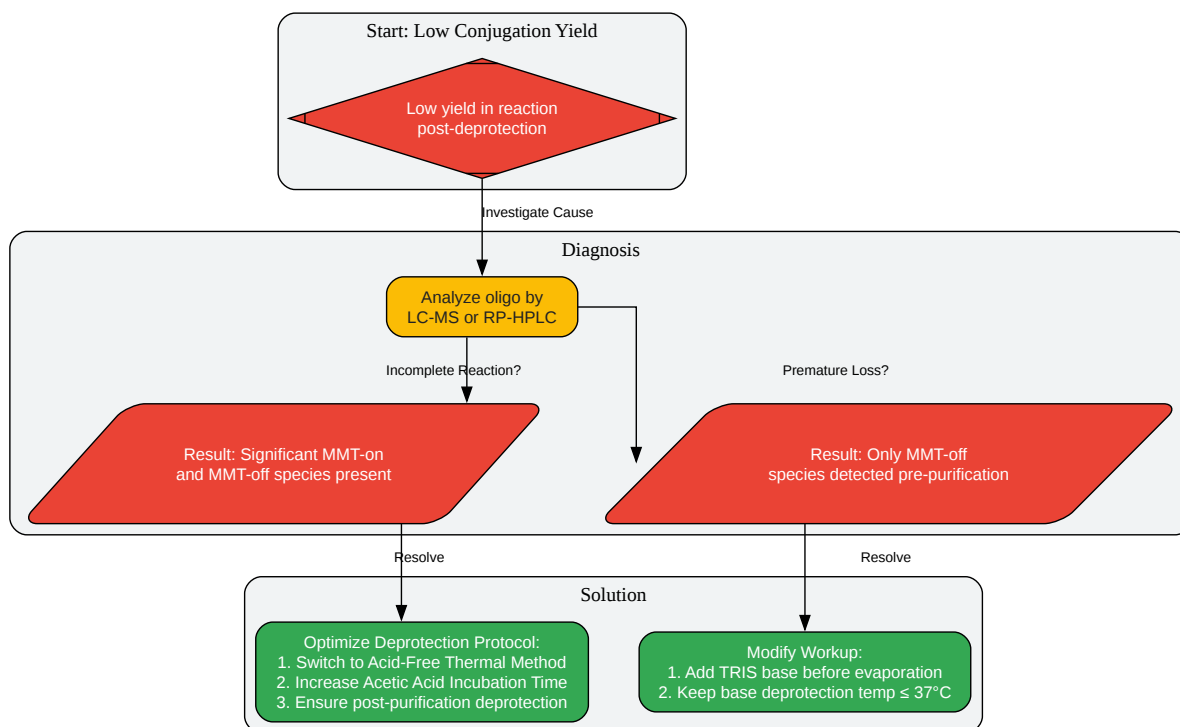 Start: Low Conjugation Yield
Low yield in reaction
post-deprotection
Investigate Cause
Diagnosis
Analyze oligo by
LC-MS or RP-HPLC
Incomplete Reaction?
Premature Loss?
Result: Significant MMT-on
and MMT-off species present
Result: Only MMT-off
species detected pre-purification
Resolve
Resolve
Solution
Optimize Deprotection Protocol:
1. Switch to Acid-Free Thermal Method
2. Increase Acetic Acid Incubation Time
3. Ensure post-purification deprotection
Modify Workup:
1. Add TRIS base before evaporation
2. Keep base deprotection temp ≤ 37°C